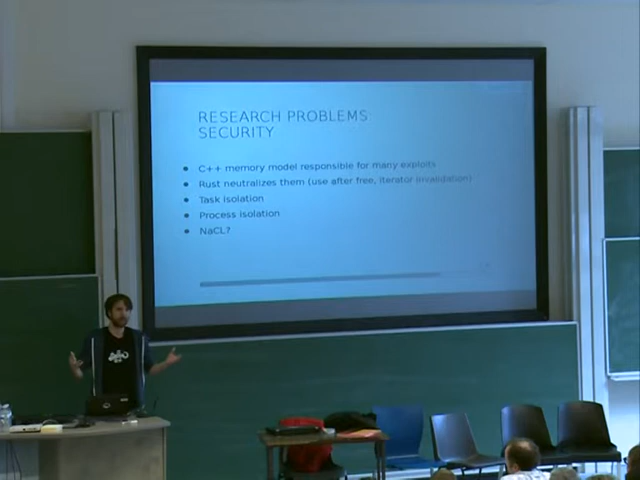 RESEARCH PROBLEMS
SECURITY
C++ memory model responsible for many exploits
Rust neutralizes them (use after free, iterator invalidation)
Task isolation
Process isolation
NaCL?